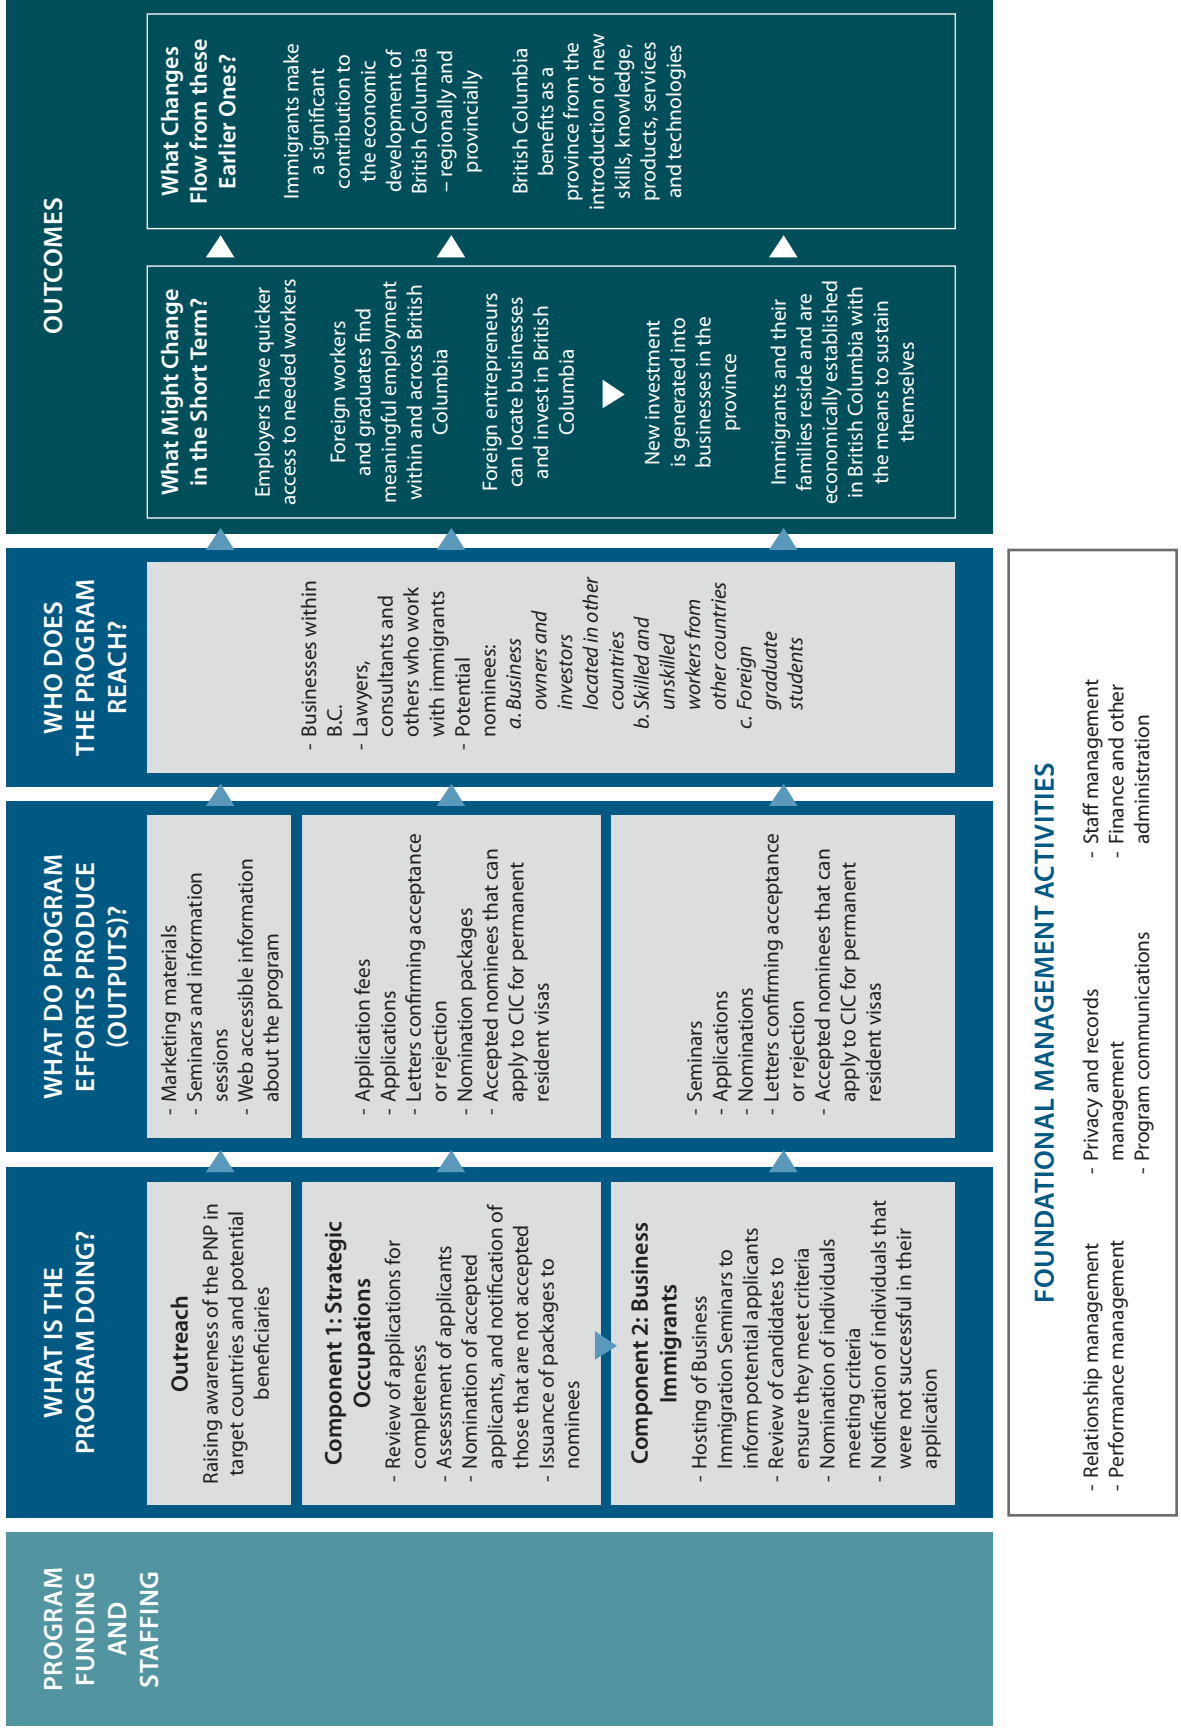 PROGRAM
FUNDING
AND
STAFFING
WHAT IS THE
PROGRAM DOING?
Outreach
Raising awareness of the PNP in
target countries and potential
beneficiaries
Component 1: Strategic
Occupations
- Review of applications for
completeness
- Assessment of applicants
- Nomination of accepted
applicants, and notification of
those that are not accepted
- Issuance of packages to
nominees
Component 2: Business
Immigrants
- Hosting of Business
Immigration Seminars to
inform potential applicants
- Review of candidates to
ensure they meet criteria
- Nomination of individuals
meeting criteria
- Notification of individuals that
were not successful in their
application
WHAT DO PROGRAM
EFFORTS PRODUCE
(OUTPUTS)?
- Marketing materials
- Seminars and information
sessions
- Web accessible information
about the program
- Application fees
- Applications
- Letters confirming acceptance
or rejection
- Nomination packages
- Accepted nominees that can
apply to CIC for permanent
resident visas
- Seminars
- Applications
- Nominations
- Letters confirming acceptance
or rejection
- Accepted nominees that can
apply to CIC for permanent
resident visas
WHO DOES
THE PROGRAM
REACH?
- Businesses within
B.C.
- Lawyers,
consultants and
others who work
with immigrants
- Potential
nominees:
a. Business
owners and
investors
located in other
countries
b. Skilled and
unskilled
workers from
other countries
c. Foreign
graduate
students
OUTCOMES
What Might Change
in the Short Term?
Employers have quicker
access to needed workers
Foreign workers
and graduates find
meaningful employment
within and across British
Columbia
Foreign entrepreneurs
can locate businesses
and invest in British
Columbia
New investment
is generated into
businesses in the
province
Immigrants and their
families reside and are
economically established
in British Columbia with
the means to sustain
themselves
What Changes
Flow from these
Earlier Ones?
Immigrants make
a significant
contribution to
the economic
development of
British Columbia
– regionally and
provincially
British Columbia
benefits as a
province from the
introduction of new
skills, knowledge,
products, services
and technologies
FOUNDATIONAL MANAGEMENT ACTIVITIES
- Relationship management
- Performance management
- Privacy and records
management
- Program communications
- Staff management
- Finance and other
administration